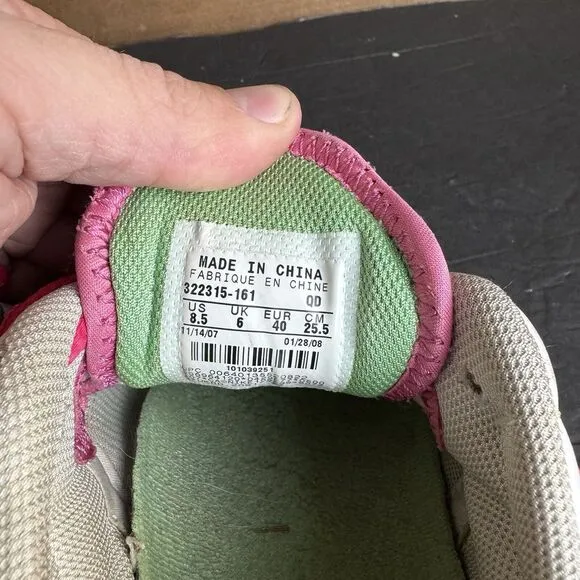 MADE IN CHINA
FABRIQUE EN CHINE
322315-161 QD
US UK EUR CM
8.5 6 40 25.5
11/14/07 01/28/08
101039251